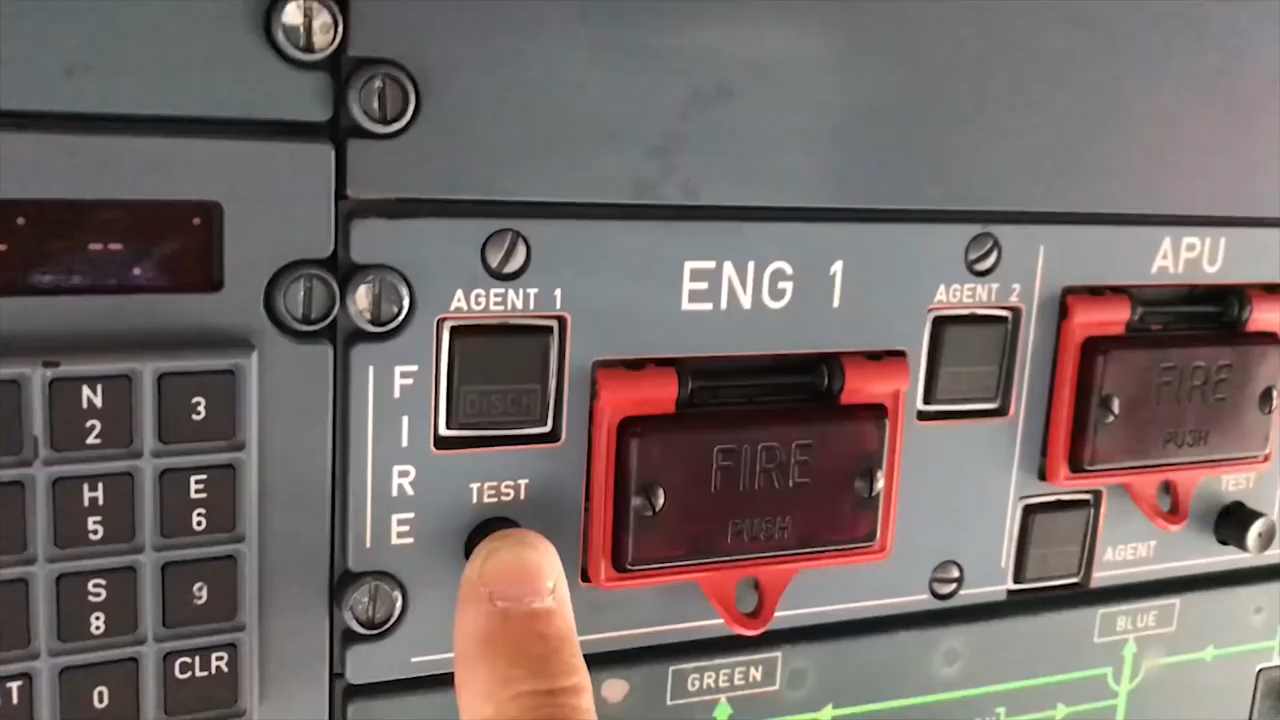 ENG 1
APU
AGENT 1
AGENT 2
FIRE
DISCH
FIRE
PUSH
FIRE
PUSH
TEST
TEST
AGENT
N
2
3
H
5
E
6
S
8
9
T
0
CLR
GREEN
BLUE